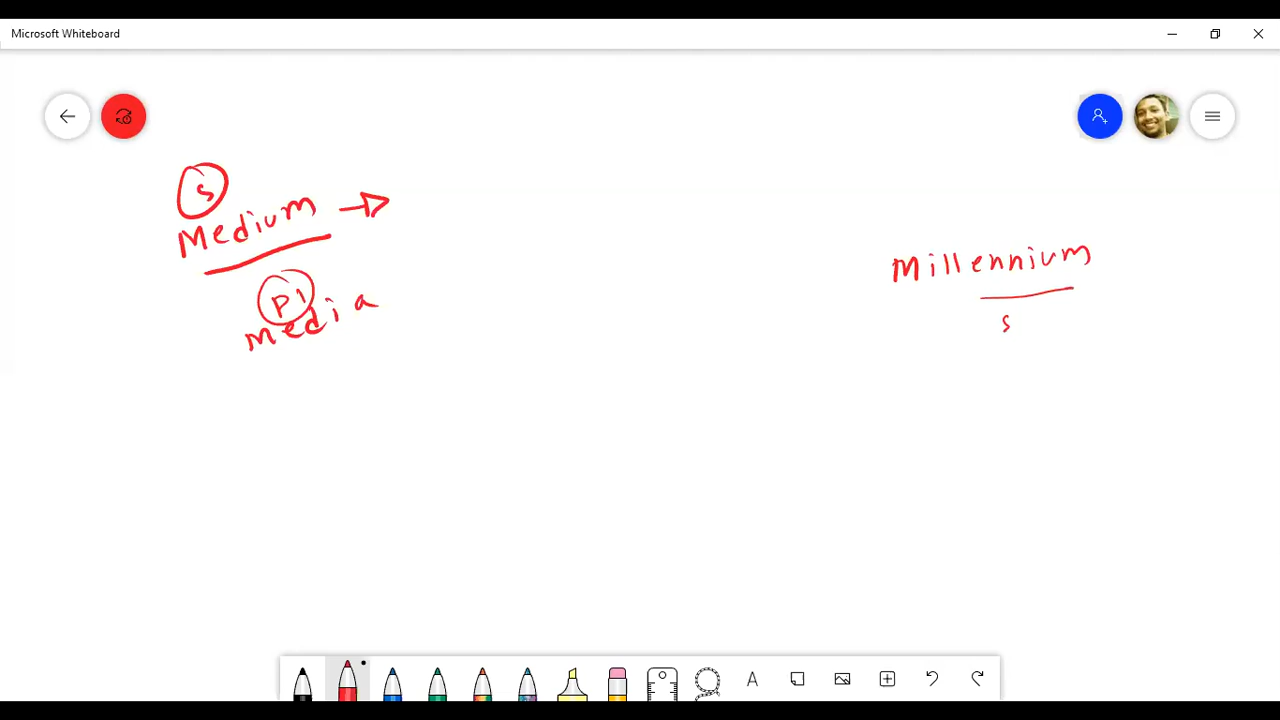 Microsoft Whiteboard
s
Medium →
pl
media
Millennium
s
A